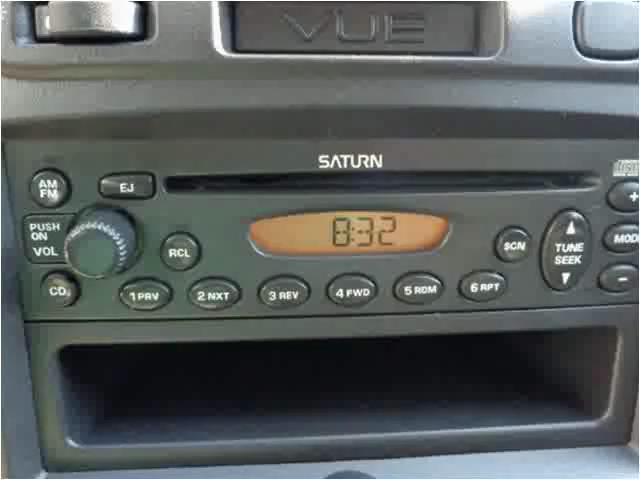 VUE
SATURN
AM
FM
EJ
PUSH
ON
VOL
RCL
8:32
SCN
TUNE
SEEK
+
MOD
−
CD
1 PRV
2 NXT
3 REV
4 FWD
5 RDM
6 RPT